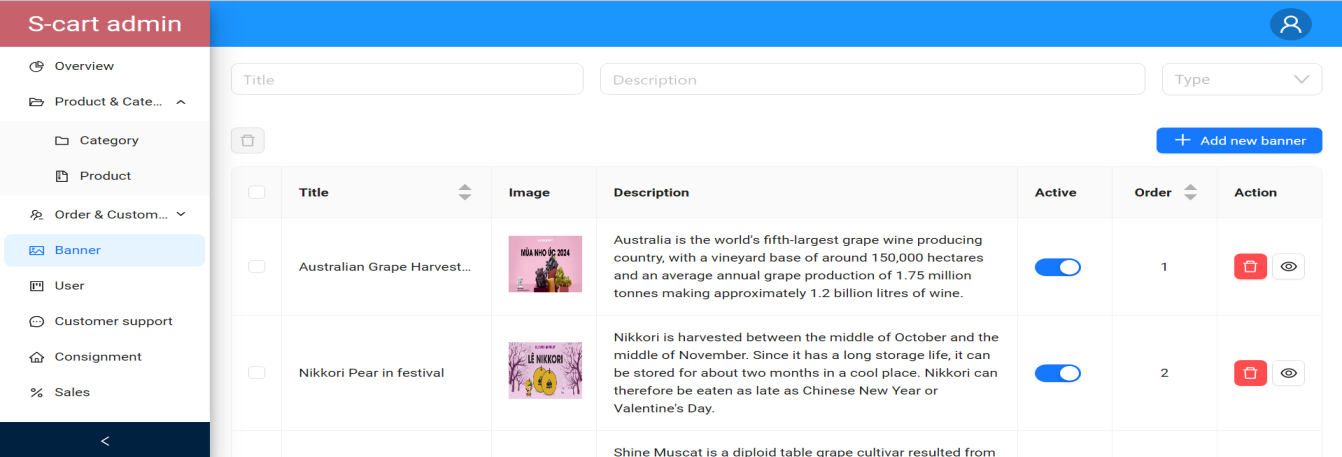 S-cart admin
Overview
Product & Cate...
Category
Product
Order & Custom...
Banner
User
Customer support
Consignment
Sales
<
Title
Description
Type
Add new banner
Title
Image
Description
Active
Order
Action
Australian Grape Harvest...
MÙA NHO ÚC 2024
Australia is the world's fifth-largest grape wine producing
country, with a vineyard base of around 150,000 hectares
and an average annual grape production of 1.75 million
tonnes making approximately 1.2 billion litres of wine.
1
Nikkori Pear in festival
LÊ NIKKORI
Nikkori is harvested between the middle of October and the
middle of November. Since it has a long storage life, it can
be stored for about two months in a cool place. Nikkori can
therefore be eaten as late as Chinese New Year or
Valentine's Day.
2
Shine Muscat is a diploid table grape cultivar resulted from